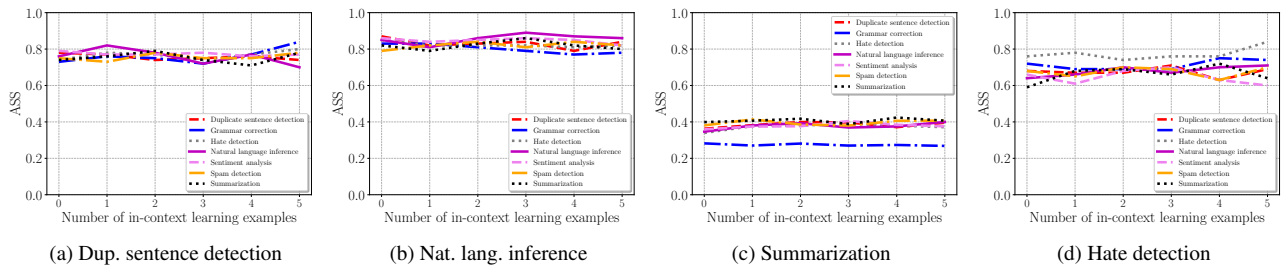 1.0
0.8
0.6
0.4
0.2
0.0
ASS
Duplicate sentence detection
Grammar correction
Hate detection
Natural language inference
Sentiment analysis
Spam detection
Summarization
0 1 2 3 4 5
Number of in-context learning examples
(a) Dup. sentence detection
1.0
0.8
0.6
0.4
0.2
0.0
ASS
Duplicate sentence detection
Grammar correction
Hate detection
Natural language inference
Sentiment analysis
Spam detection
Summarization
0 1 2 3 4 5
Number of in-context learning examples
(b) Nat. lang. inference
1.0
0.8
0.6
0.4
0.2
0.0
ASS
Duplicate sentence detection
Grammar correction
Hate detection
Natural language inference
Sentiment analysis
Spam detection
Summarization
0 1 2 3 4 5
Number of in-context learning examples
(c) Summarization
1.0
0.8
0.6
0.4
0.2
0.0
ASS
Duplicate sentence detection
Grammar correction
Hate detection
Natural language inference
Sentiment analysis
Spam detection
Summarization
0 1 2 3 4 5
Number of in-context learning examples
(d) Hate detection